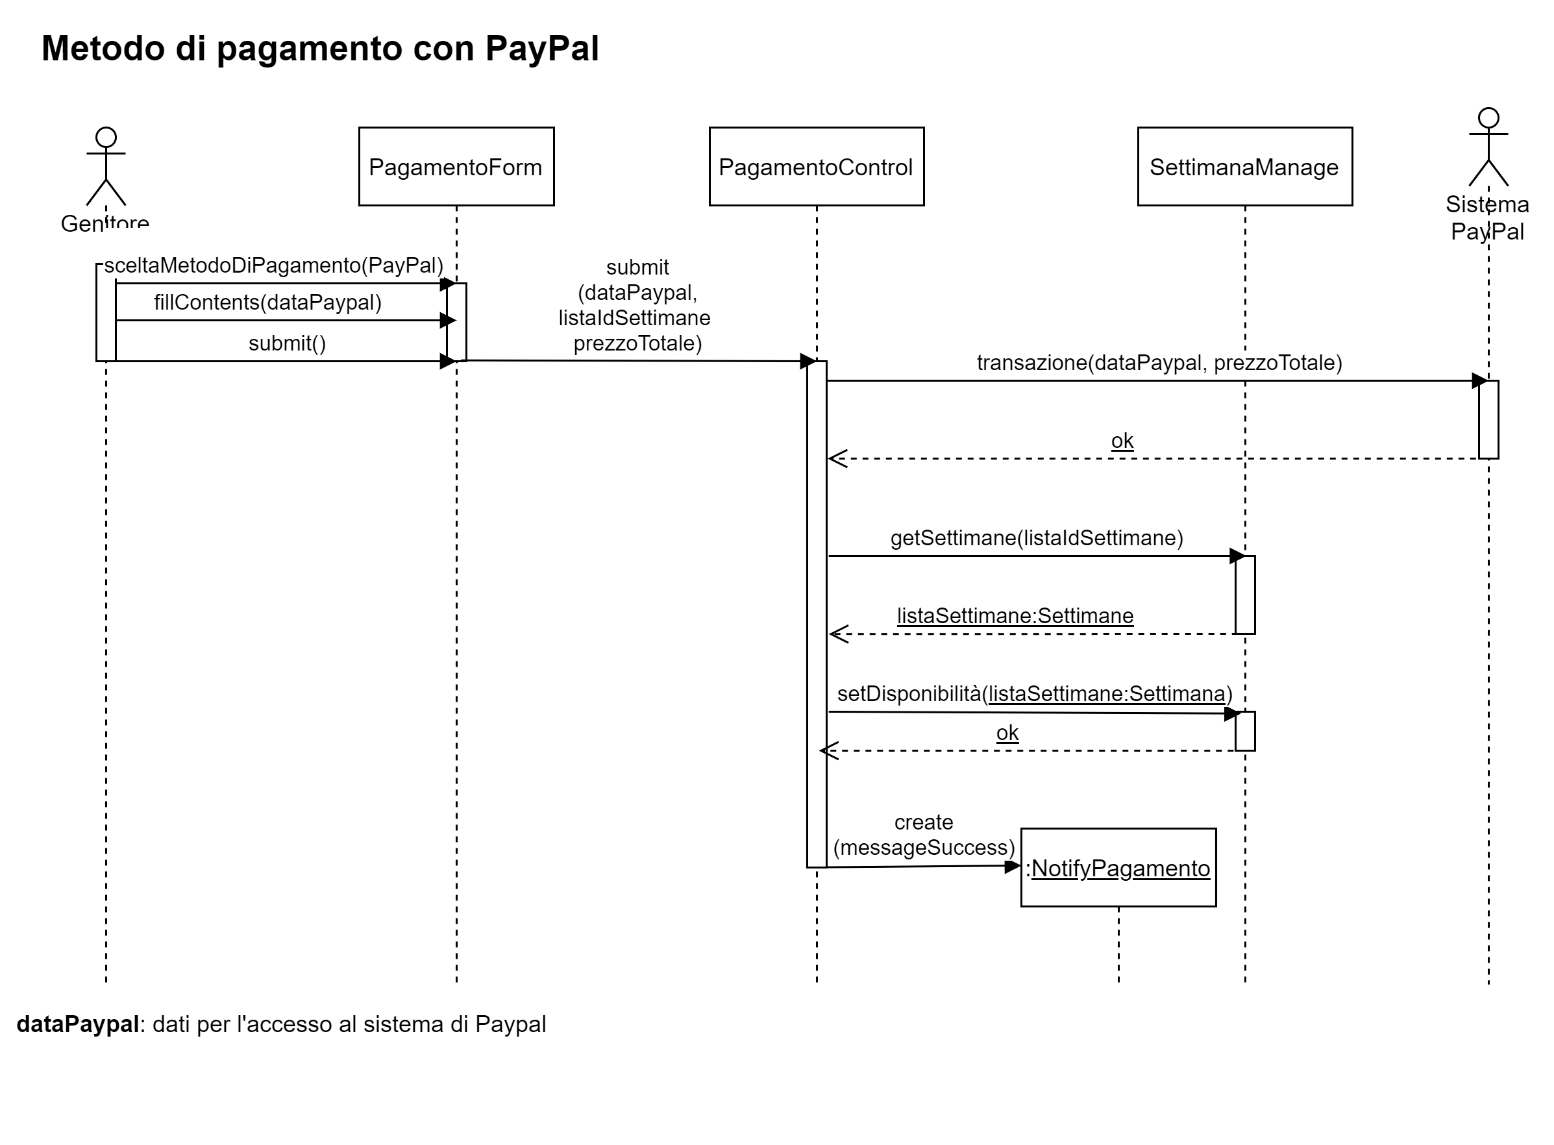 Metodo di pagamento con PayPal
Genitore
PagamentoForm
PagamentoControl
SettimanaManage
Sistema
PayPal
sceltaMetodoDiPagamento(PayPal)
fillContents(dataPaypal)
submit()
submit
(dataPaypal,
listaIdSettimane
prezzoTotale)
transazione(dataPaypal, prezzoTotale)
ok
getSettimane(listaIdSettimane)
listaSettimane:Settimane
setDisponibilità(listaSettimane:Settimana)
ok
create
(messageSuccess)
:NotifyPagamento
dataPaypal: dati per l'accesso al sistema di Paypal